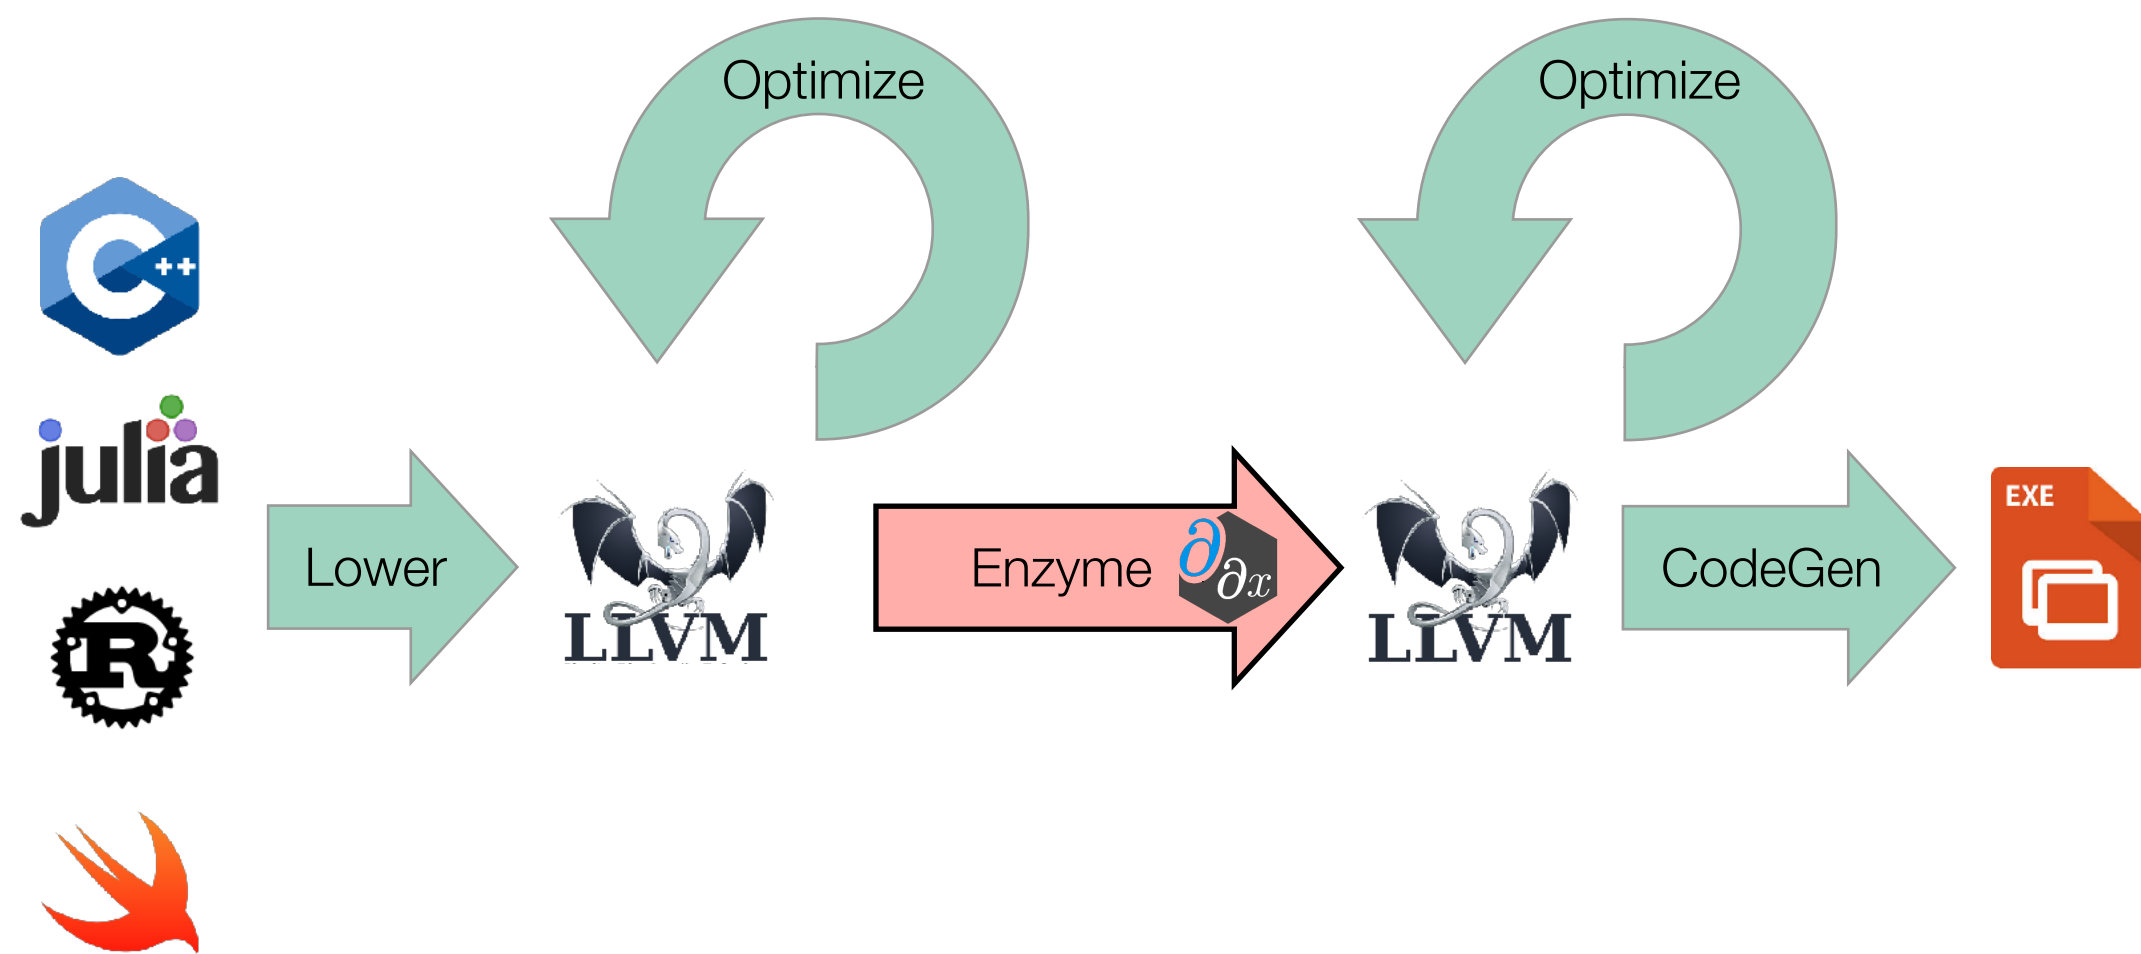 Optimize
Optimize
C++
julia
Lower
LLVM
Enzyme ∂ ∂x
LLVM
CodeGen
EXE
R